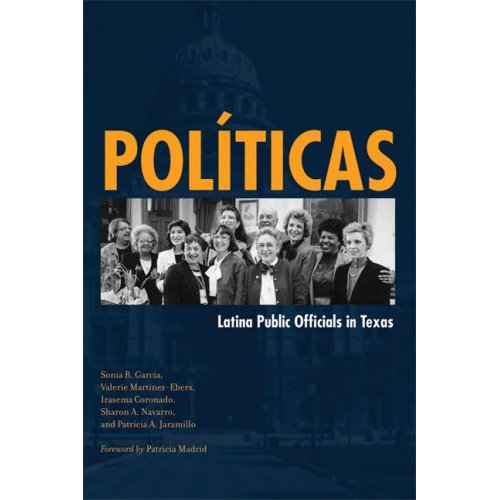 POLÍTICAS
Latina Public Officials in Texas
Sonia R. García,
Valerie Martinez-Ebers,
Irasema Coronado,
Sharon A. Navarro,
and Patricia A. Jaramillo
Foreword by Patricia Madrid